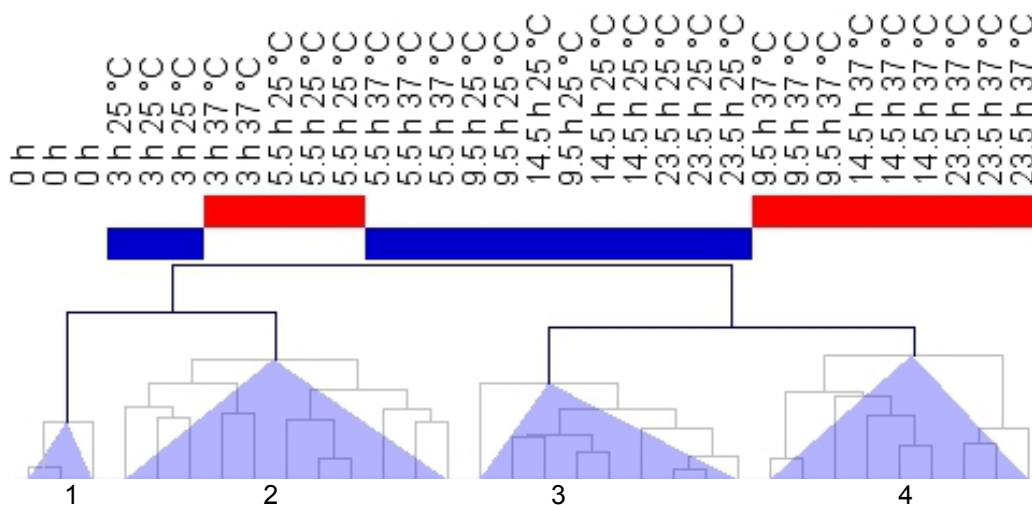 0 h
0 h
0 h
3 h 25 °C
3 h 25 °C
3 h 25 °C
3 h 37 °C
3 h 37 °C
5.5 h 25 °C
5.5 h 25 °C
5.5 h 25 °C
5.5 h 37 °C
5.5 h 37 °C
5.5 h 37 °C
9.5 h 25 °C
9.5 h 25 °C
14.5 h 25 °C
9.5 h 25 °C
14.5 h 25 °C
14.5 h 25 °C
23.5 h 25 °C
23.5 h 25 °C
23.5 h 25 °C
9.5 h 37 °C
9.5 h 37 °C
9.5 h 37 °C
14.5 h 37 °C
14.5 h 37 °C
14.5 h 37 °C
23.5 h 37 °C
23.5 h 37 °C
23.5 h 37 °C
1 2 3 4